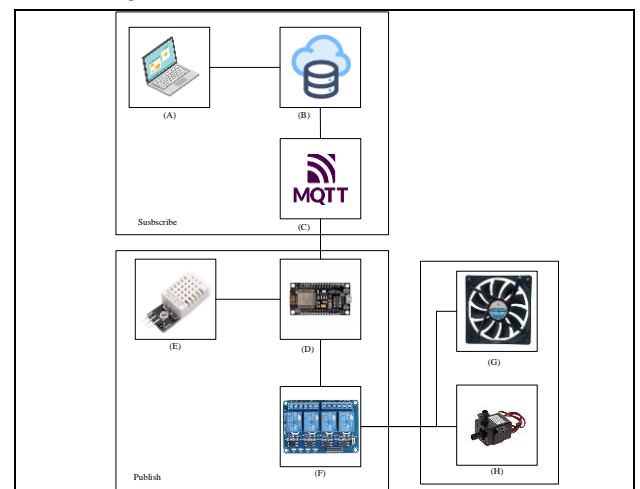 (A)
(B)
MQTT
Susbscribe
(C)
(E)
(D)
(G)
(F)
(H)
Publish